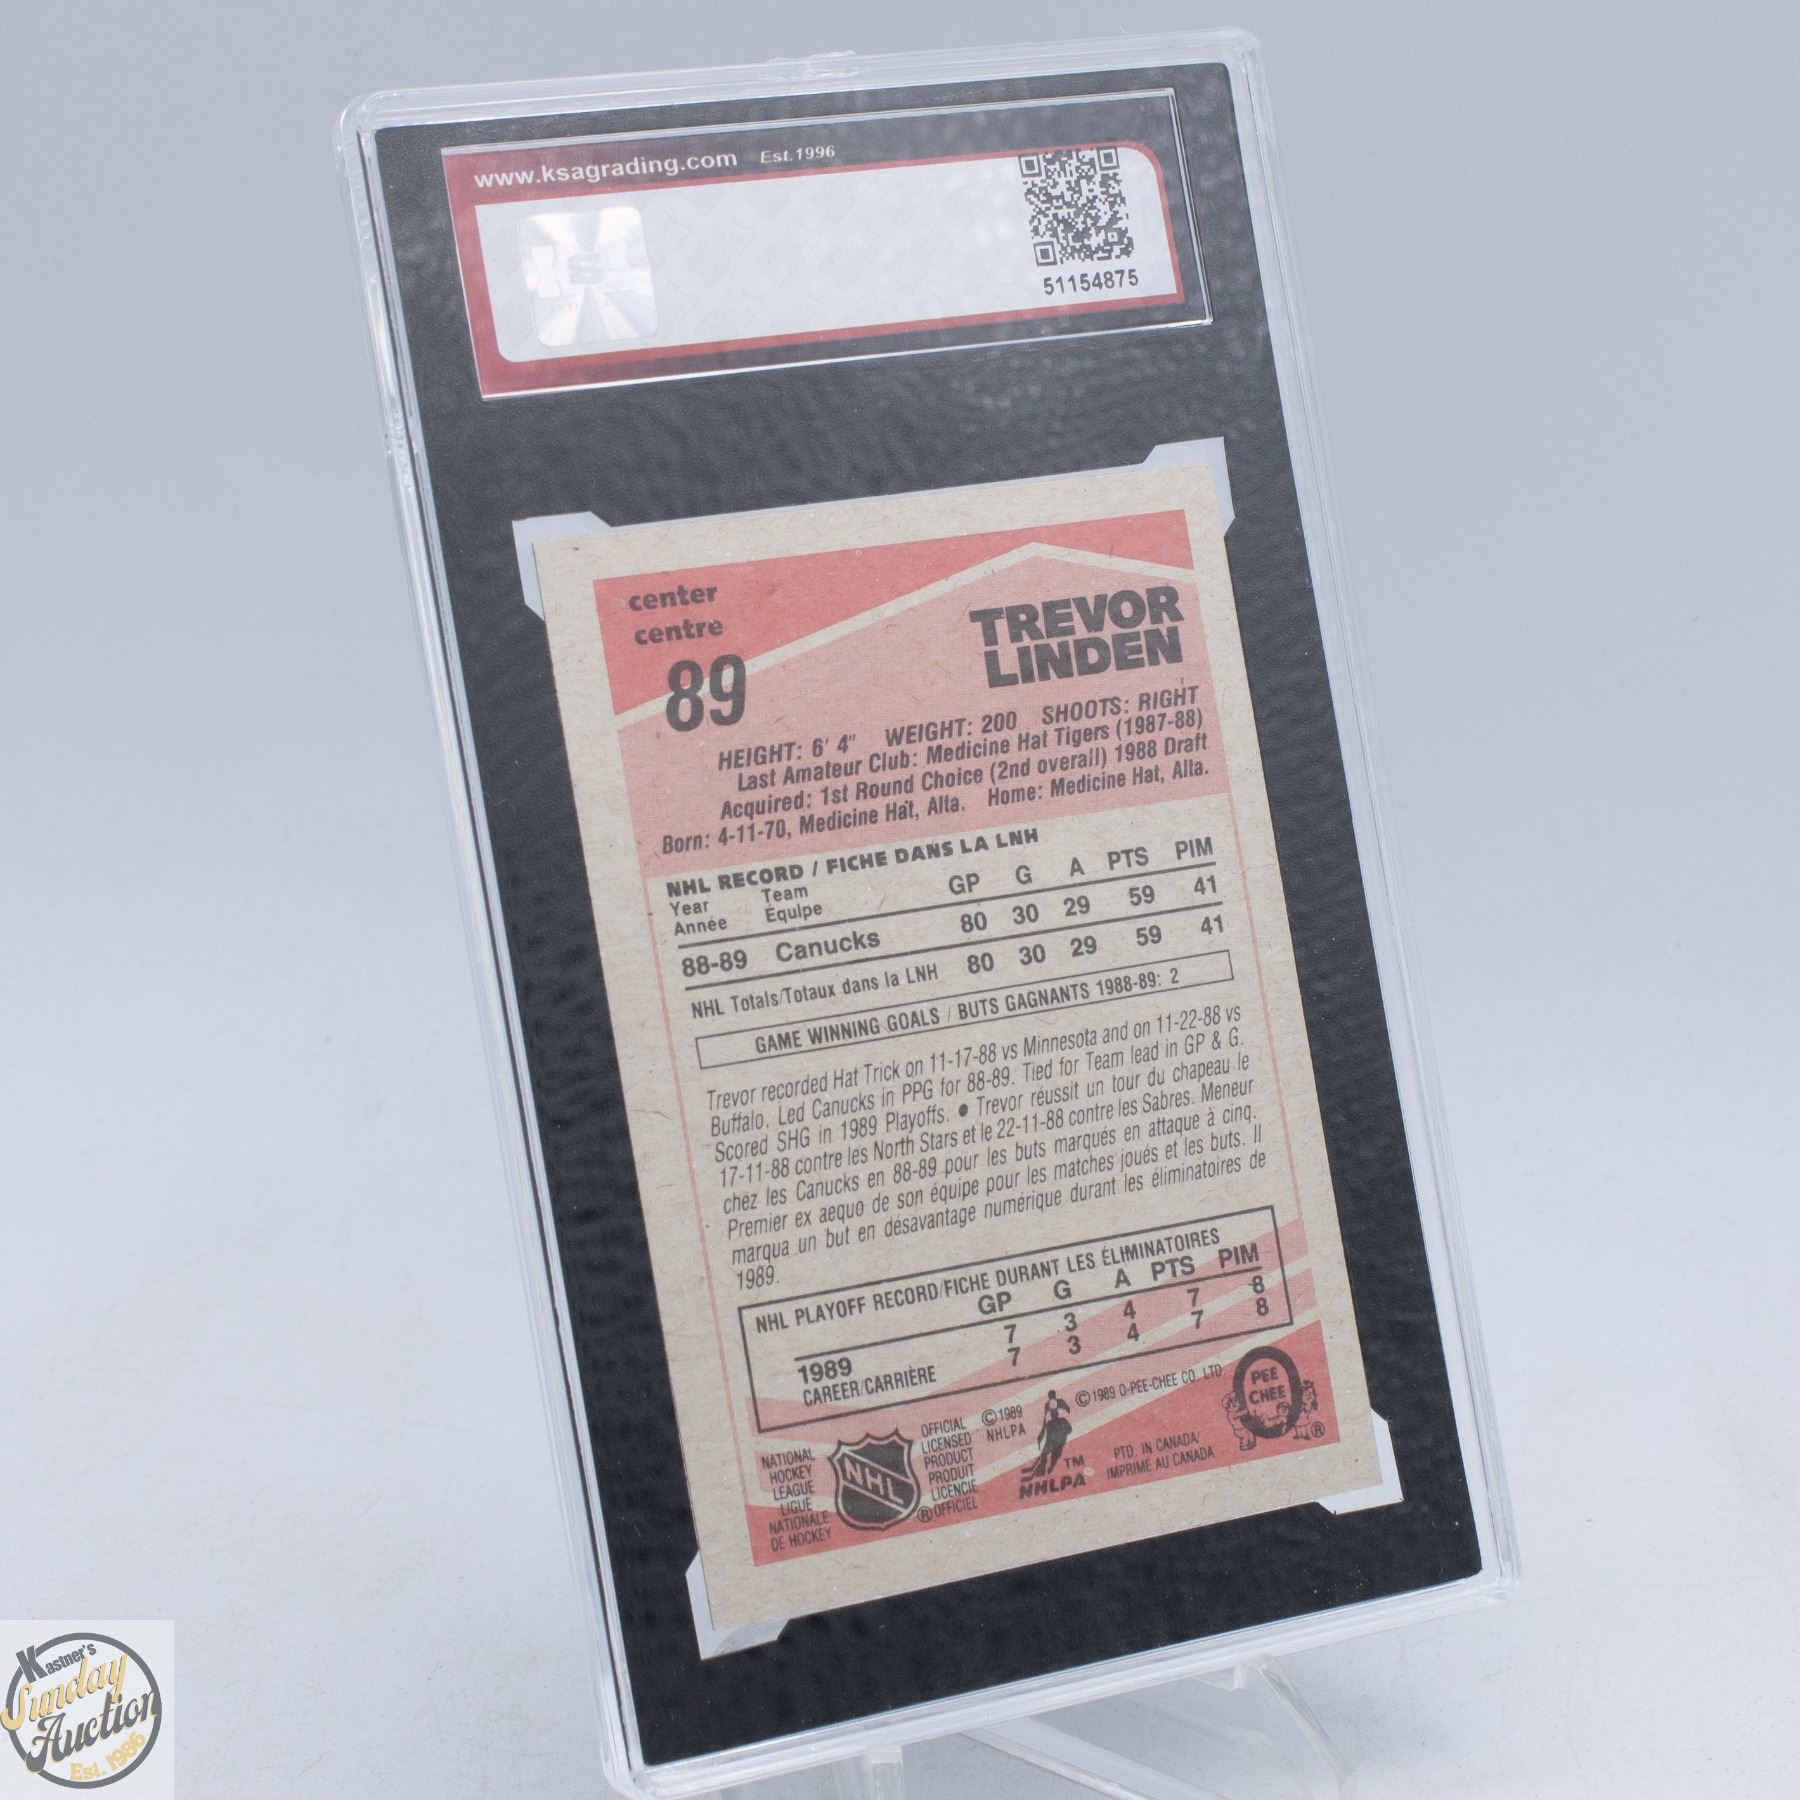 www.ksagrading.com Est.1996
51154875
center
centre
89
TREVOR
LINDEN
HEIGHT: 6' 4" WEIGHT: 200 SHOOTS: RIGHT
Last Amateur Club: Medicine Hat Tigers (1987-88)
Acquired: 1st Round Choice (2nd overall) 1988 Draft
Born: 4-11-70, Medicine Hat, Alta. Home: Medicine Hat, Alta.
NHL RECORD / FICHE DANS LA LNH
Year Team
Année Équipe GP G A PTS PIM
88-89 Canucks 80 30 29 59 41
NHL Totals/Totaux dans la LNH 80 30 29 59 41
GAME WINNING GOALS / BUTS GAGNANTS 1988-89: 2
Trevor recorded Hat Trick on 11-17-88 vs Minnesota and on 11-22-88 vs
Buffalo. Led Canucks in PPG for 88-89. Tied for Team lead in GP & G.
Scored SHG in 1989 Playoffs. ● Trevor réussit un tour du chapeau le
17-11-88 contre les North Stars et le 22-11-88 contre les Sabres. Meneur
chez les Canucks en 88-89 pour les buts marqués en attaque à cinq.
Premier ex aequo de son équipe pour les matches joués et les buts. Il
marqua un but en désavantage numérique durant les éliminatoires de
1989.
NHL PLAYOFF RECORD/FICHE DURANT LES ÉLIMINATOIRES
GP G A PTS PIM
1989 7 3 4 7 8
CAREER/CARRIÈRE 7 3 4 7 8
NATIONAL
HOCKEY
LEAGUE
LIGUE
NATIONALE
DE HOCKEY
NHL
OFFICIAL
LICENSED
PRODUCT
PRODUIT
LICENCIE
® OFFICIEL
© 1989
NHLPA
TM
NHLPA
© 1989 O-PEE-CHEE CO. LTD.
PTD. IN CANADA/
IMPRIME AU CANADA
O
PEE
CHEE
®
Kastner's
Sunday
Auction
Est. 1986